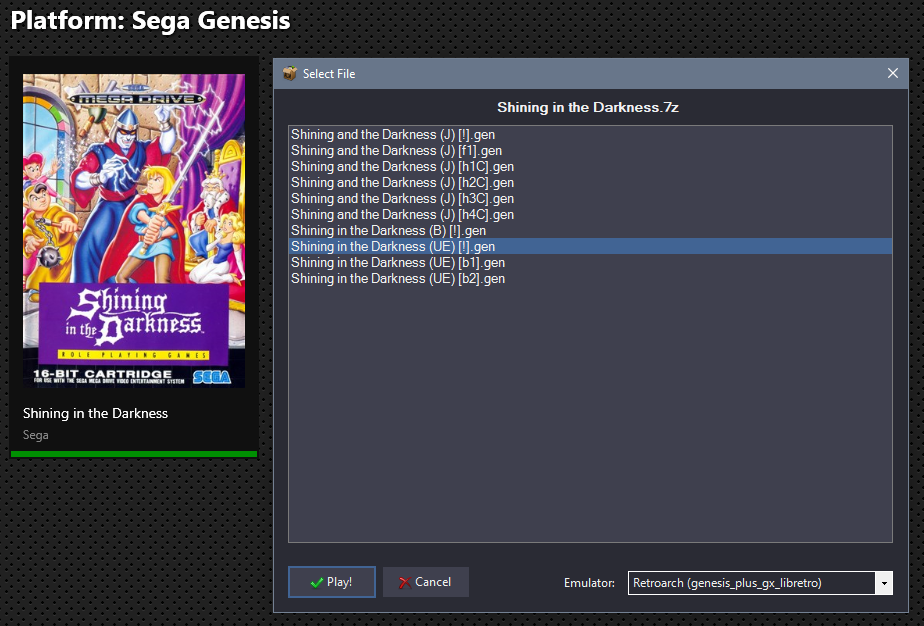 Platform: Sega Genesis
SEGA
MEGA DRIVE
Shining
in the
Darkness
ROLE PLAYING GAMES
16-BIT CARTRIDGE
FOR USE WITH THE SEGA MEGA DRIVE VIDEO ENTERTAINMENT SYSTEM
SEGA
Shining in the Darkness
Sega
Select File
Shining in the Darkness.7z
Shining and the Darkness (J) [!].gen
Shining and the Darkness (J) [f1].gen
Shining and the Darkness (J) [h1C].gen
Shining and the Darkness (J) [h2C].gen
Shining and the Darkness (J) [h3C].gen
Shining and the Darkness (J) [h4C].gen
Shining in the Darkness (B) [!].gen
Shining in the Darkness (UE) [!].gen
Shining in the Darkness (UE) [b1].gen
Shining in the Darkness (UE) [b2].gen
Play!
Cancel
Emulator:
Retroarch (genesis_plus_gx_libretro)